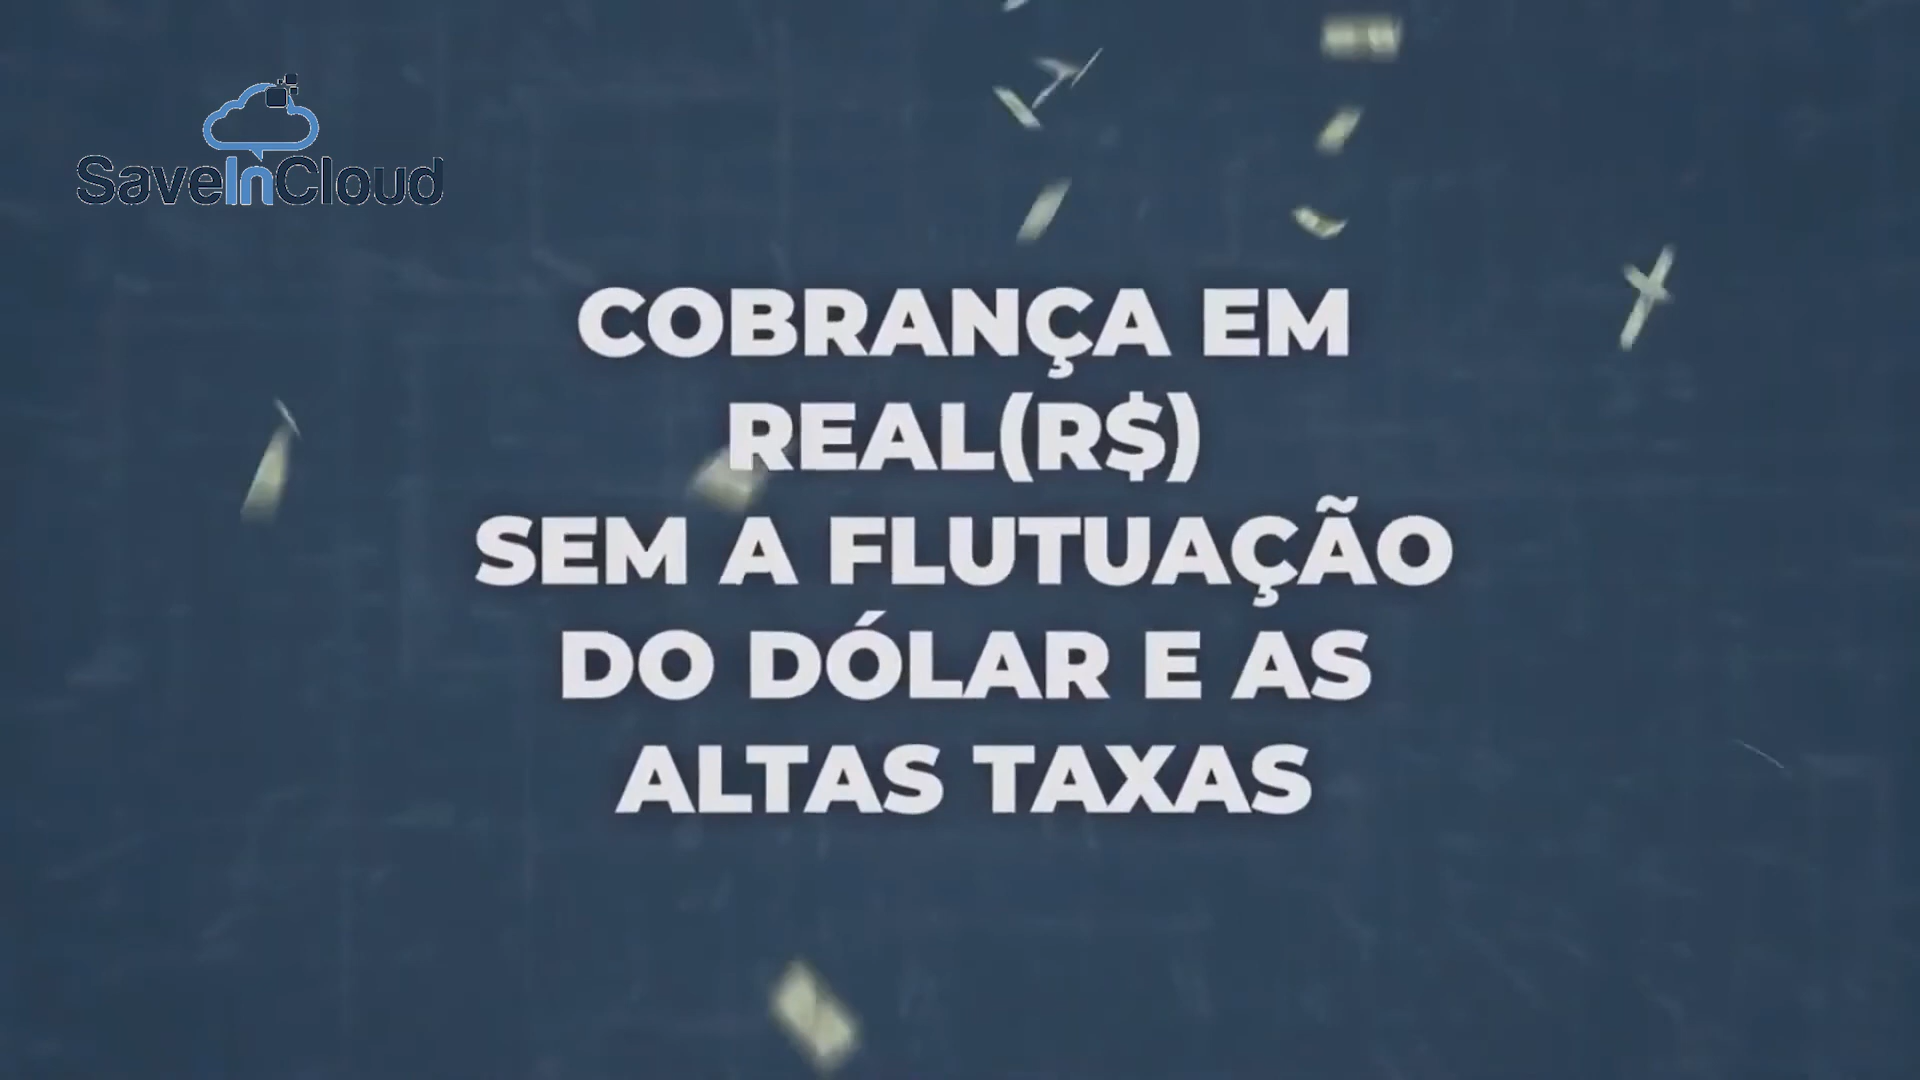 SaveInCloud
COBRANÇA EM
REAL(R$)
SEM A FLUTUAÇÃO
DO DÓLAR E AS
ALTAS TAXAS